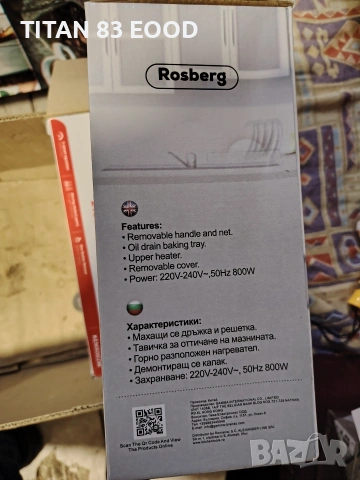 TITAN 83 EOOD
Rosberg
Features:
• Removable handle and net.
• Oil drain baking tray.
• Upper heater.
• Removable cover.
• Power: 220V-240V~,50Hz 800W
Характеристики:
• Махащи се дръжка и решетка.
• Тавичка за оттичане на мазнината.
• Горно разположен нагревател.
• Демонтиращ се капак.
• Захранване: 220V-240V~, 50Hz 800W
Scan The Qr Code And View
The Products Online
bazar